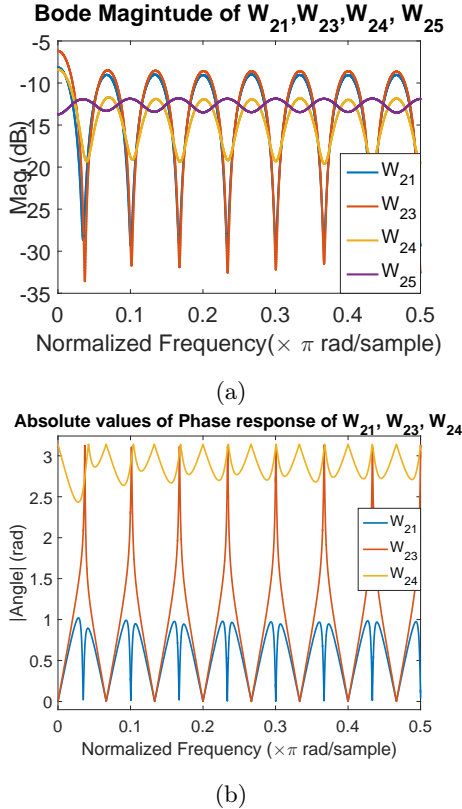 Bode Magintude of W21,W23,W24, W25
Mag. (dB)
-5
-10
-15
-20
-25
-30
-35
0
0.1
0.2
0.3
0.4
0.5
W21
W23
W24
W25
Normalized Frequency(× π rad/sample)
(a)
Absolute values of Phase response of W21, W23, W24
|Angle| (rad)
3
2.5
2
1.5
1
0.5
0
0
0.1
0.2
0.3
0.4
0.5
W21
W23
W24
Normalized Frequency (×π rad/sample)
(b)